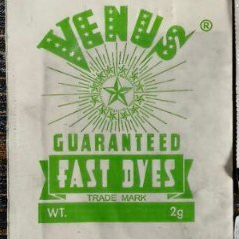 VENUS ®
GUARANTEED
FAST DYES
TRADE MARK
WT. 2g